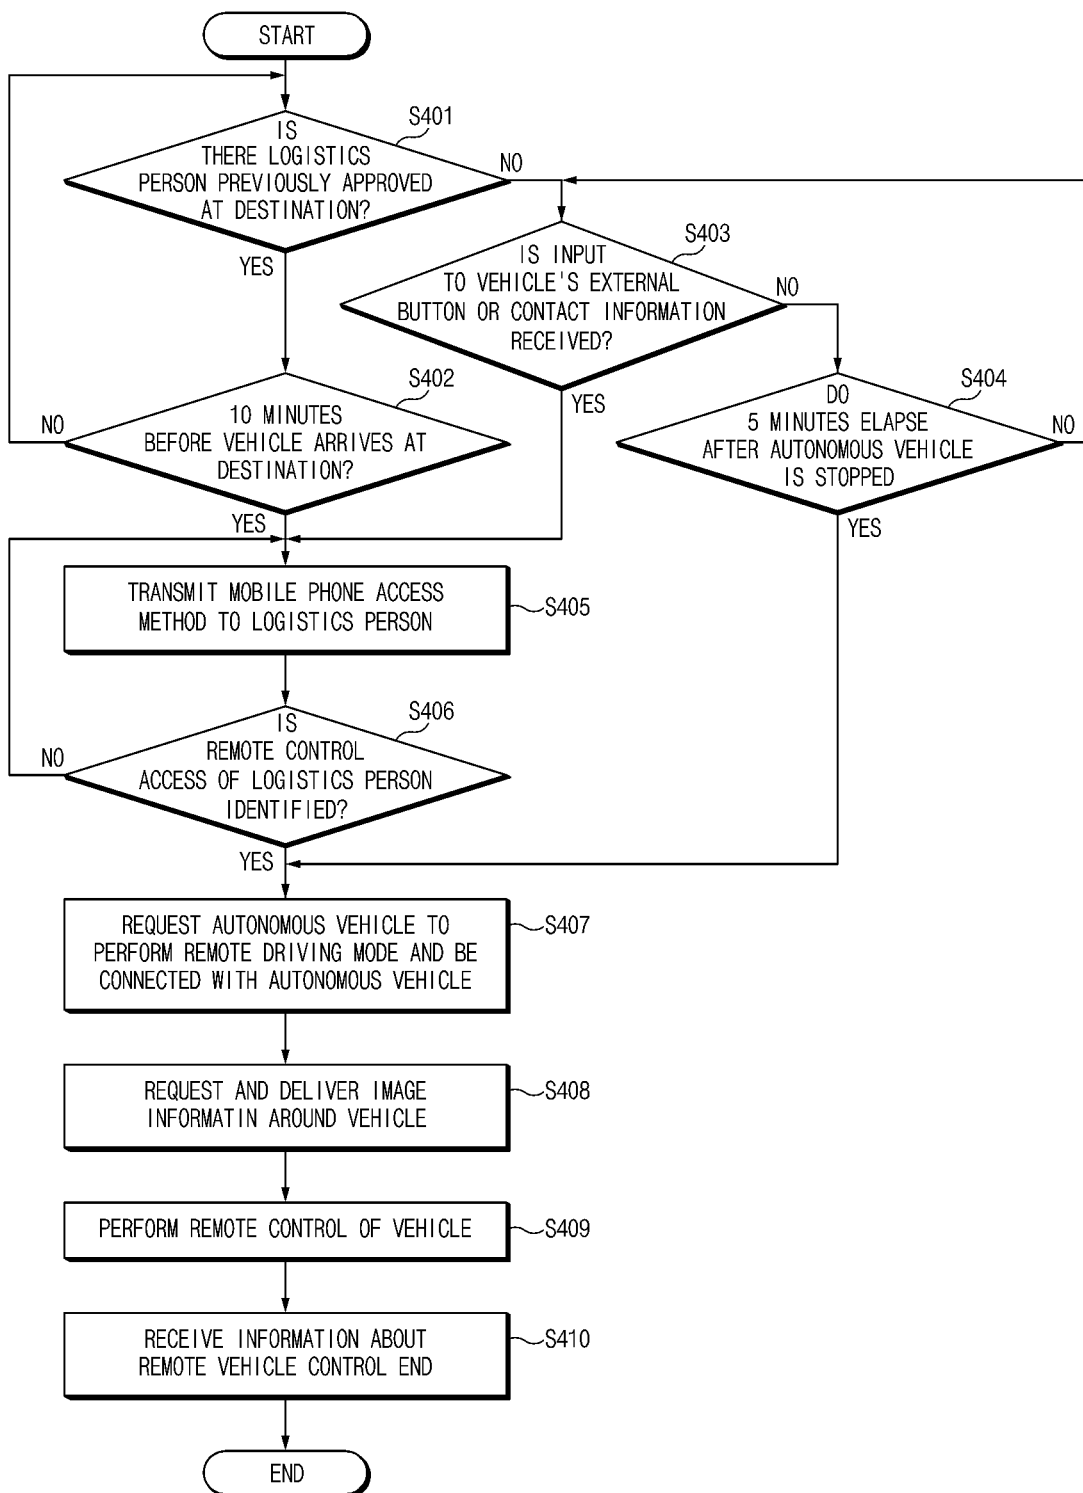 START
S401
IS
THERE LOGISTICS
PERSON PREVIOUSLY APPROVED
AT DESTINATION?
NO
YES
S403
IS INPUT
TO VEHICLE'S EXTERNAL
BUTTON OR CONTACT INFORMATION
RECEIVED?
NO
YES
S402
10 MINUTES
BEFORE VEHICLE ARRIVES AT
DESTINATION?
NO
YES
S404
DO
5 MINUTES ELAPSE
AFTER AUTONOMOUS VEHICLE
IS STOPPED
NO
YES
TRANSMIT MOBILE PHONE ACCESS
METHOD TO LOGISTICS PERSON
S405
S406
IS
REMOTE CONTROL
ACCESS OF LOGISTICS PERSON
IDENTIFIED?
NO
YES
REQUEST AUTONOMOUS VEHICLE TO
PERFORM REMOTE DRIVING MODE AND BE
CONNECTED WITH AUTONOMOUS VEHICLE
S407
REQUEST AND DELIVER IMAGE
INFORMATIN AROUND VEHICLE
S408
PERFORM REMOTE CONTROL OF VEHICLE
S409
RECEIVE INFORMATION ABOUT
REMOTE VEHICLE CONTROL END
S410
END